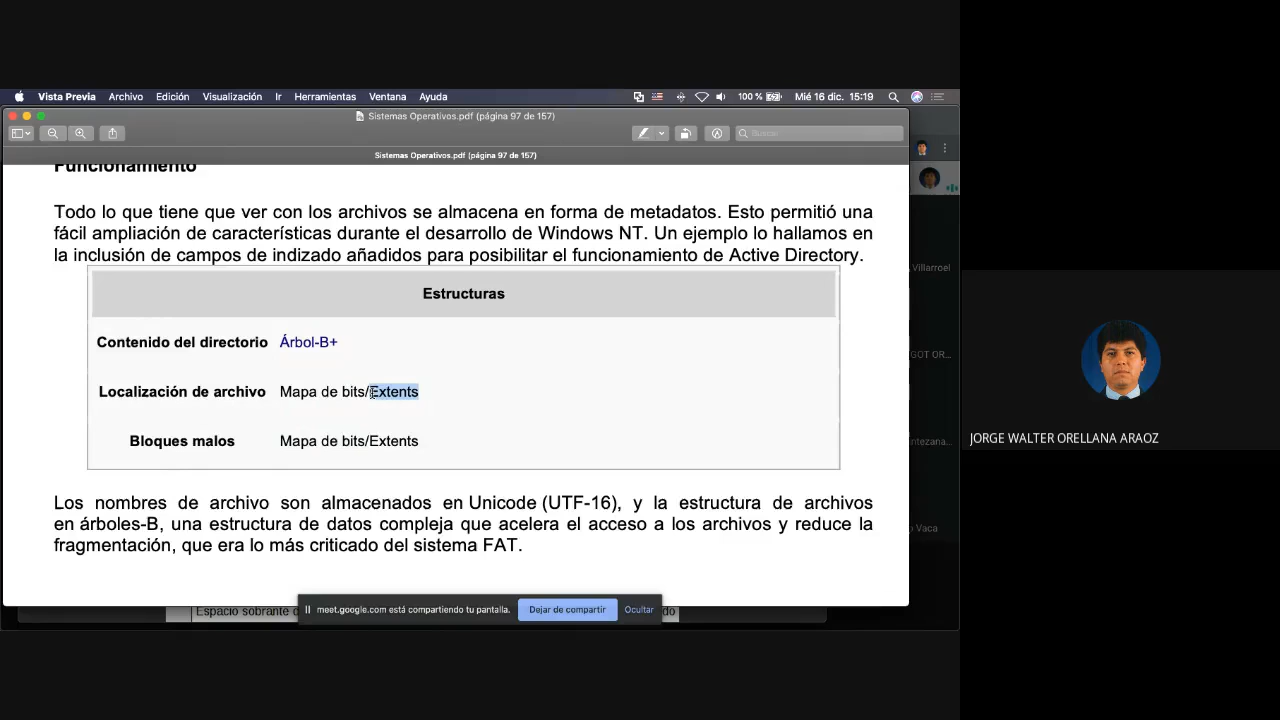 Vista Previa Archivo Edición Visualización Ir Herramientas Ventana Ayuda 100 % Mié 16 dic. 15:19
Sistemas Operativos.pdf (página 97 de 157)
Buscar
Sistemas Operativos.pdf (página 97 de 157)
Funcionamiento
Todo lo que tiene que ver con los archivos se almacena en forma de metadatos. Esto permitió una
fácil ampliación de características durante el desarrollo de Windows NT. Un ejemplo lo hallamos en
la inclusión de campos de indizado añadidos para posibilitar el funcionamiento de Active Directory.
Estructuras
Contenido del directorio Árbol-B+
Localización de archivo Mapa de bits/Extents
Bloques malos Mapa de bits/Extents
Los nombres de archivo son almacenados en Unicode (UTF-16), y la estructura de archivos
en árboles-B, una estructura de datos compleja que acelera el acceso a los archivos y reduce la
fragmentación, que era lo más criticado del sistema FAT.
Villarroel
GOT OR...
ntezana...
o Vaca
Espacio sobrante
meet.google.com está compartiendo tu pantalla. Dejar de compartir Ocultar
JORGE WALTER ORELLANA ARAOZ